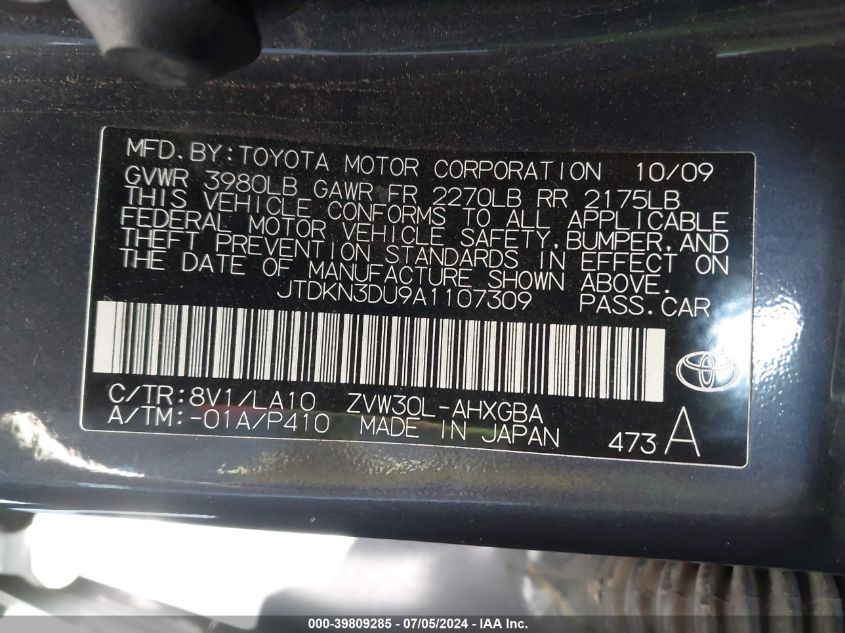 MFD.BY:TOYOTA MOTOR CORPORATION 10/09
GVWR 3980LB GAWR FR 2270LB RR 2175LB
THIS VEHICLE CONFORMS TO ALL APPLICABLE
FEDERAL MOTOR VEHICLE SAFETY,BUMPER,AND
THEFT PREVENTION STANDARDS IN EFFECT ON
THE DATE OF MANUFACTURE SHOWN ABOVE.
JTDKN3DU9A1107309 PASS.CAR
C/TR:8V1/LA10 ZVW30L-AHXGBA
A/TM:-01A/P410 MADE IN JAPAN 473 A
000-39809285 - 07/05/2024 - IAA Inc.